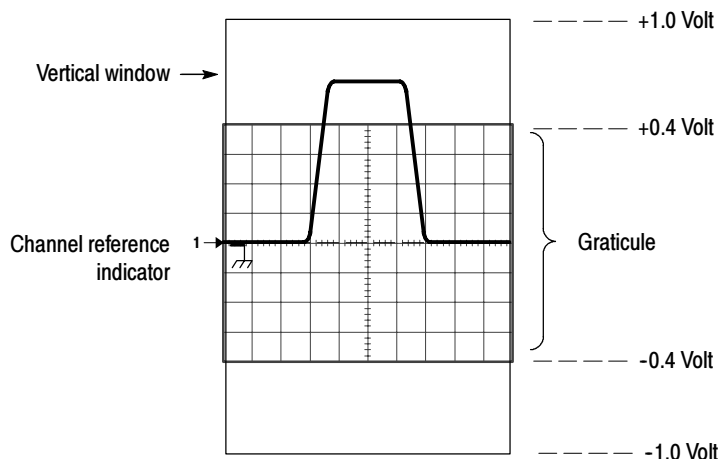 +1.0 Volt
Vertical window
+0.4 Volt
Channel reference
indicator
1
Graticule
-0.4 Volt
-1.0 Volt